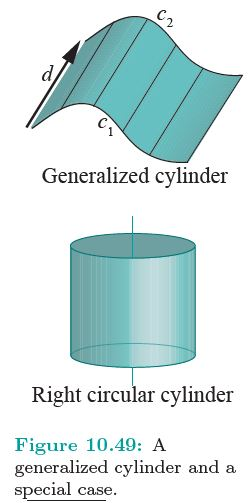 c₂
d
c₁
Generalized cylinder
Right circular cylinder
Figure 10.49: A
generalized cylinder and a
special case.